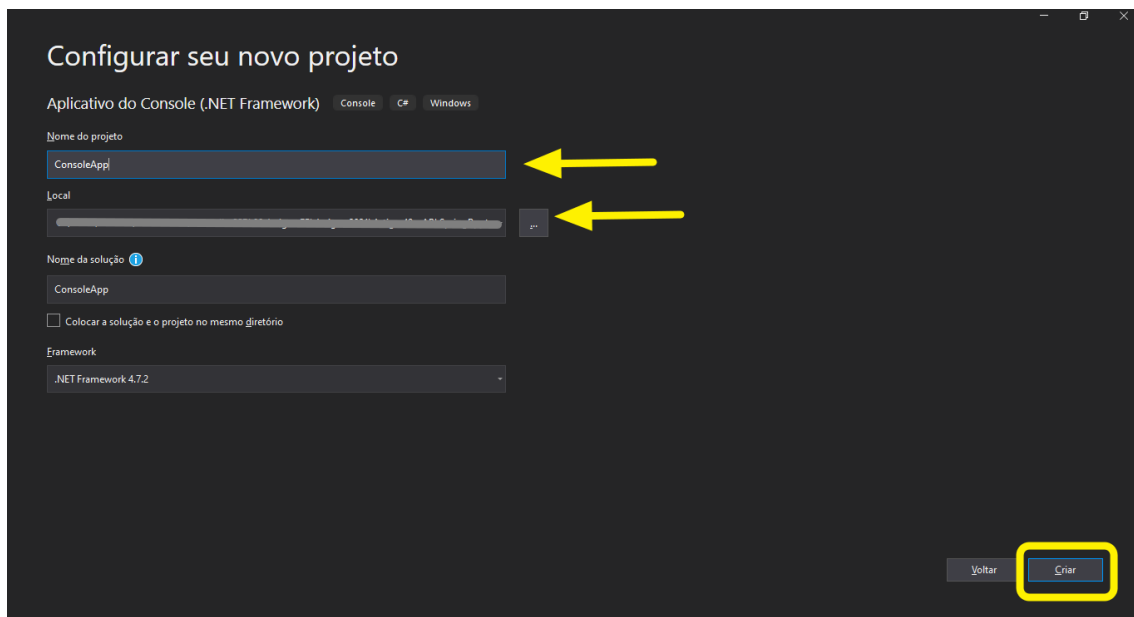 Configurar seu novo projeto
Aplicativo do Console (.NET Framework) Console C# Windows
Nome do projeto
ConsoleApp
Local
...
Nome da solução
ConsoleApp
Colocar a solução e o projeto no mesmo diretório
Framework
.NET Framework 4.7.2
Voltar Criar